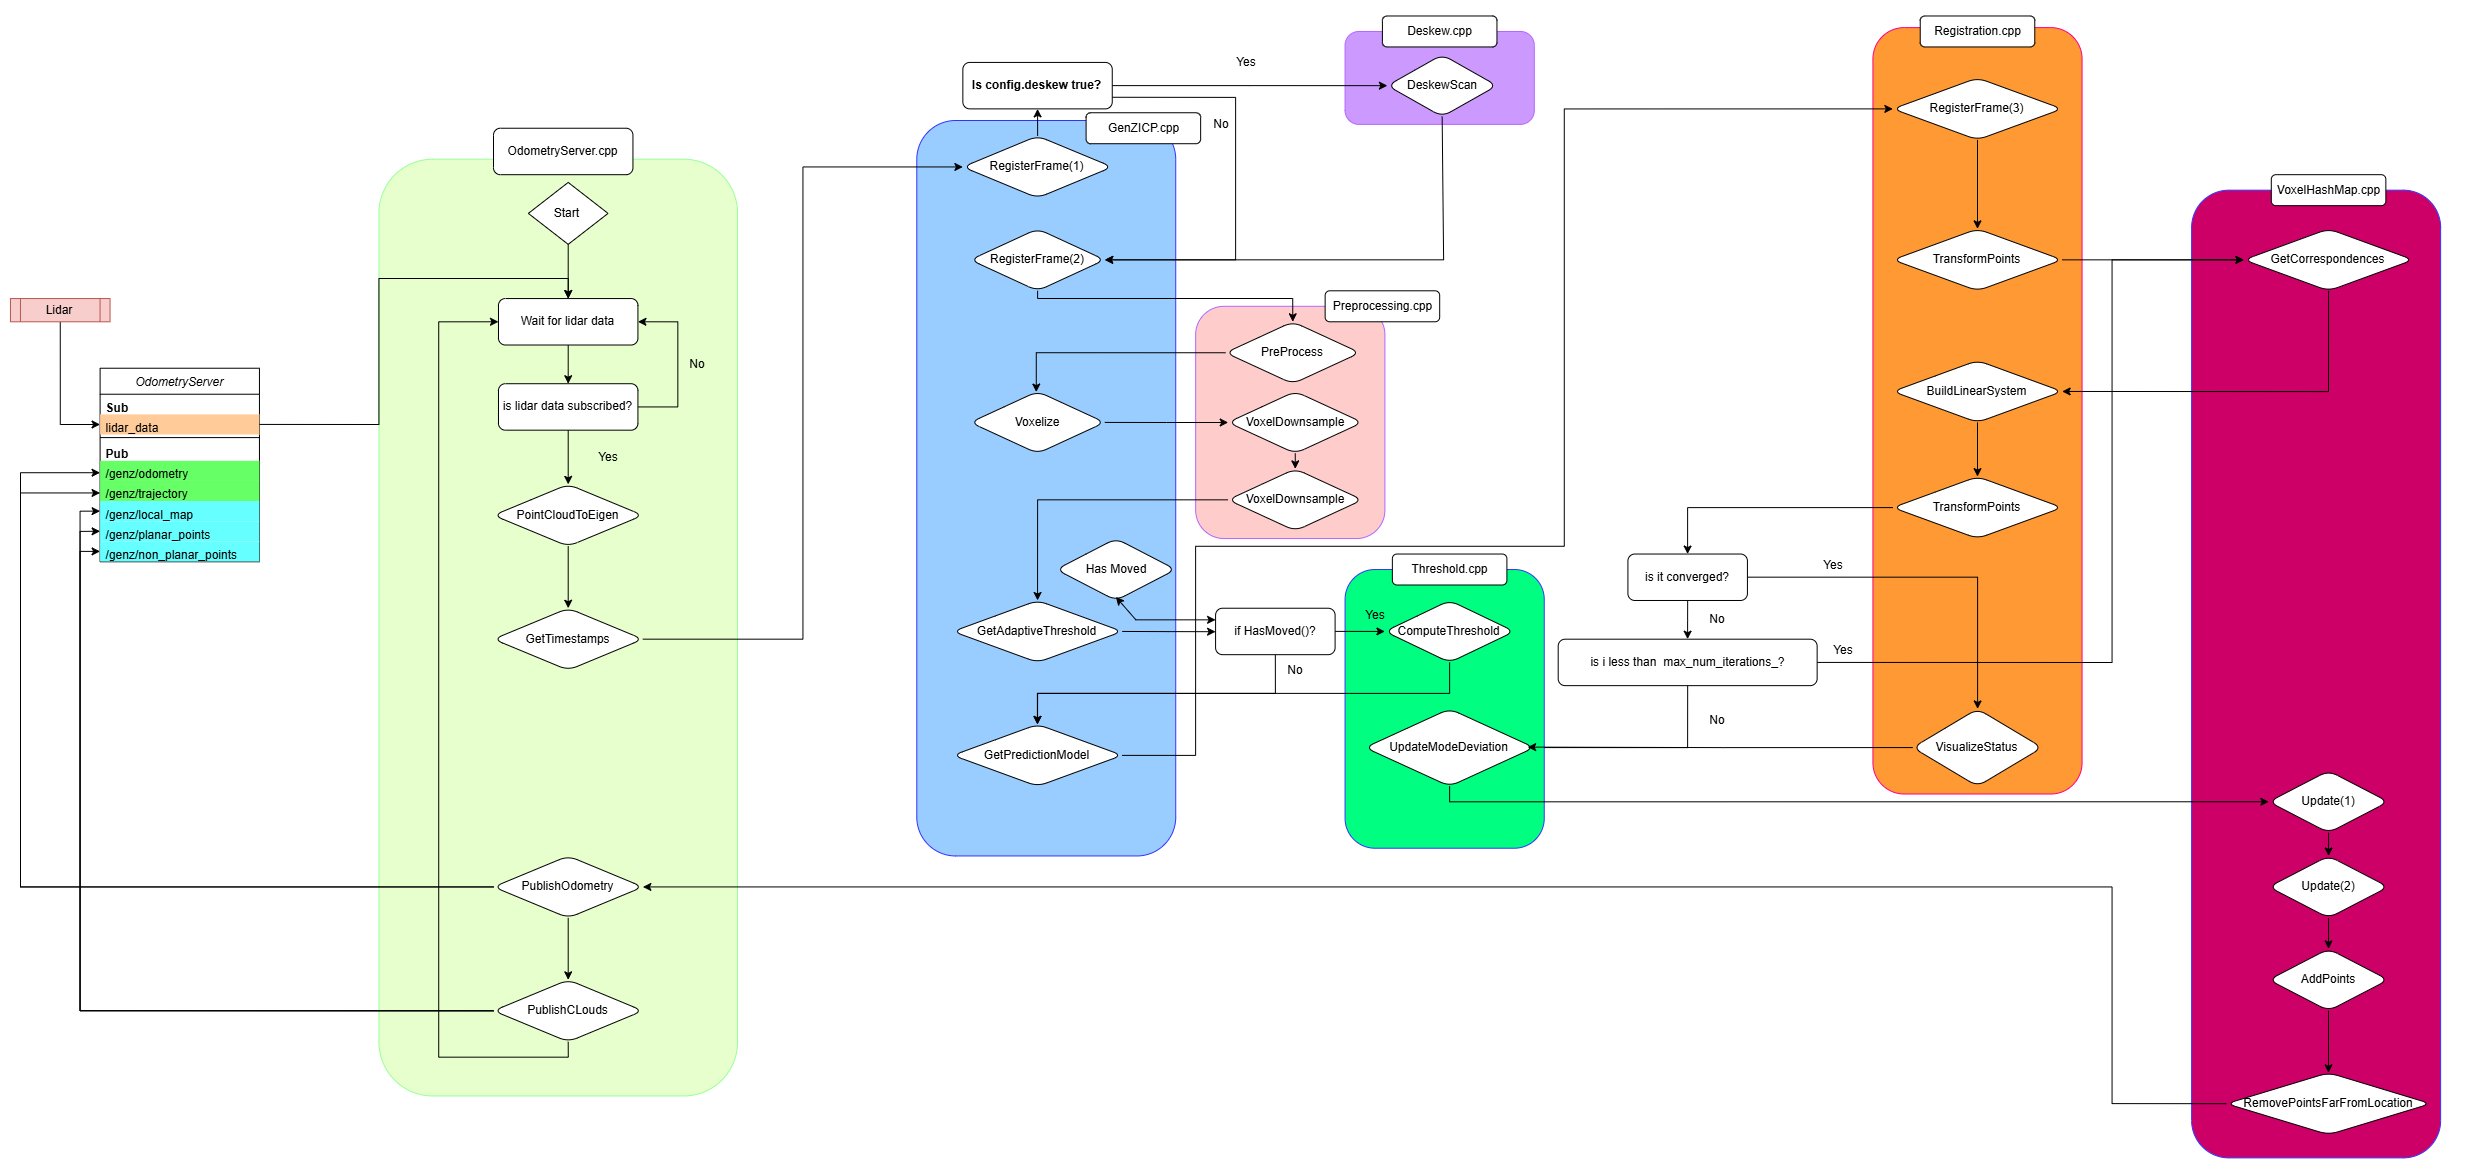 Lidar
OdometryServer
Sub
lidar_data
Pub
/genz/odometry
/genz/trajectory
/genz/local_map
/genz/planar_points
/genz/non_planar_points
OdometryServer.cpp
Start
Wait for lidar data
No
is lidar data subscribed?
Yes
PointCloudToEigen
GetTimestamps
PublishOdometry
PublishCLouds
Is config.deskew true?
Yes
No
GenZICP.cpp
RegisterFrame(1)
RegisterFrame(2)
Voxelize
Has Moved
GetAdaptiveThreshold
if HasMoved()?
Yes
No
GetPredictionModel
Deskew.cpp
DeskewScan
Preprocessing.cpp
PreProcess
VoxelDownsample
VoxelDownsample
Threshold.cpp
ComputeThreshold
UpdateModeDeviation
Registration.cpp
RegisterFrame(3)
TransformPoints
BuildLinearSystem
TransformPoints
is it converged?
Yes
No
is i less than  max_num_iterations_?
Yes
No
VisualizeStatus
VoxelHashMap.cpp
GetCorrespondences
Update(1)
Update(2)
AddPoints
RemovePointsFarFromLocation